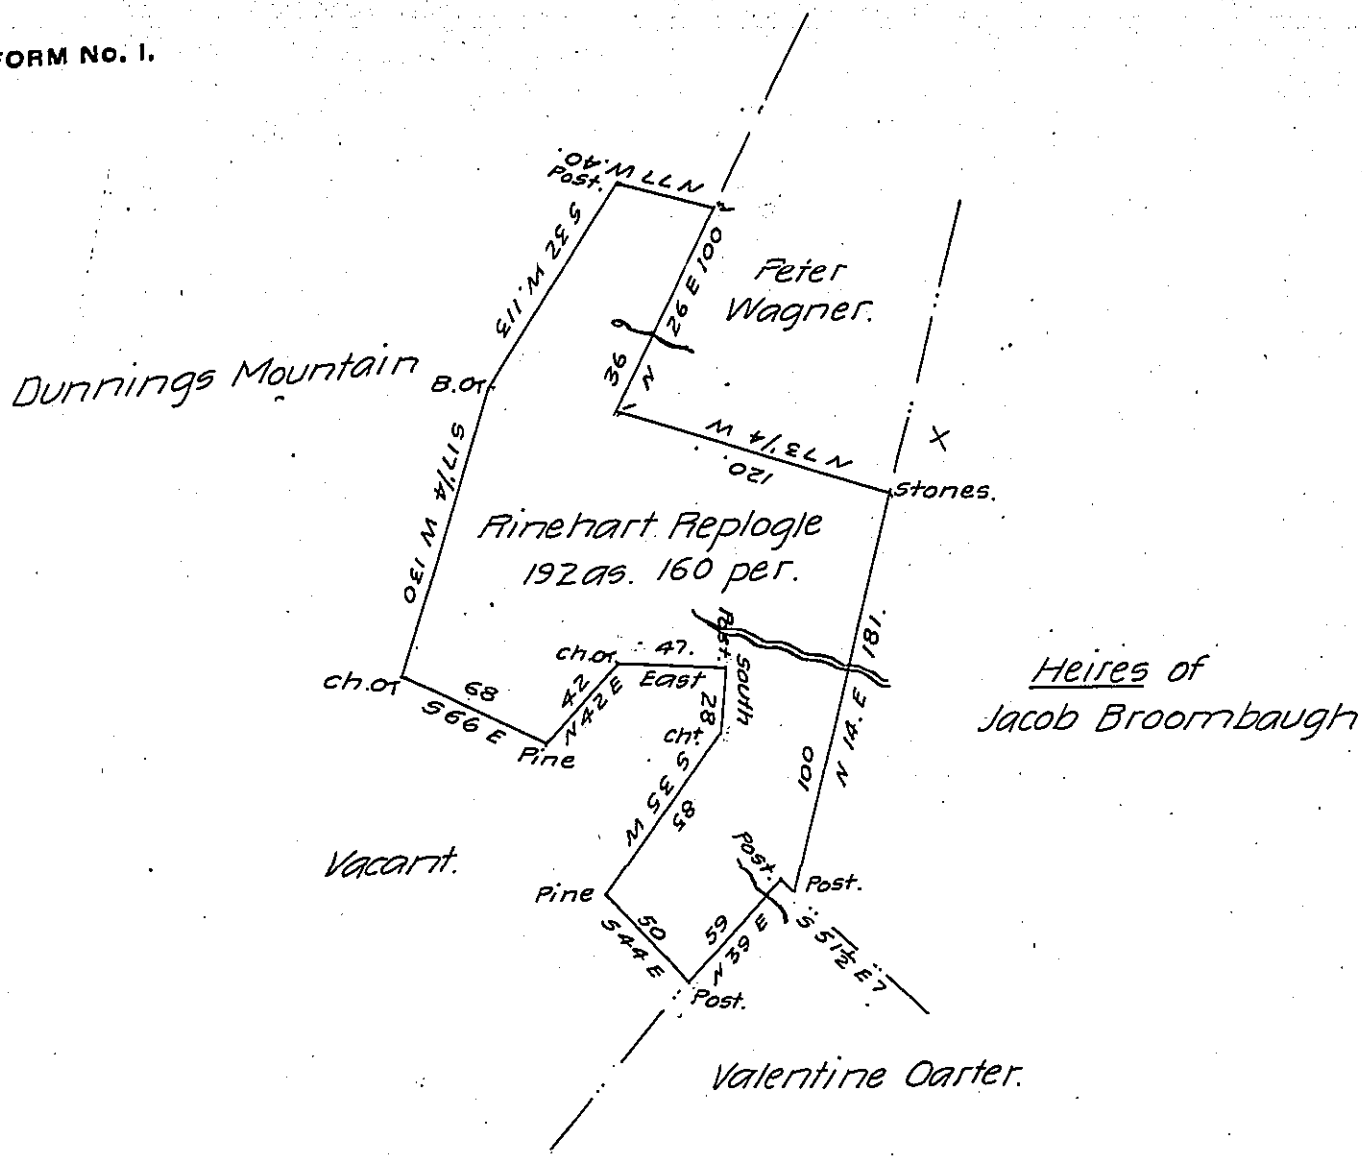 FORM No. 1.
N 77 W. 40.
Post.
S 32 W. 113
26 E 100
N
36
Peter
Wagner.
Dunnings Mountain
B.or.
S 17 1/4 W 130
N 73 1/4 W
120
X
Stones.
Rinehart Replogle
192 as. 160 per.
Post.
South
28
ch.or
47.
East
181.
N 14. E
100
Heires of
Jacob Broombaugh
Ch.or
68
S 66 E
42
N 42 E
Pine
cht.
S 35 W
85
Vacant.
Post.
Post.
Pine
50
S 44 E
59
N 39 E
S 51 1/2 E 7
Post.
Valentine Oarter.